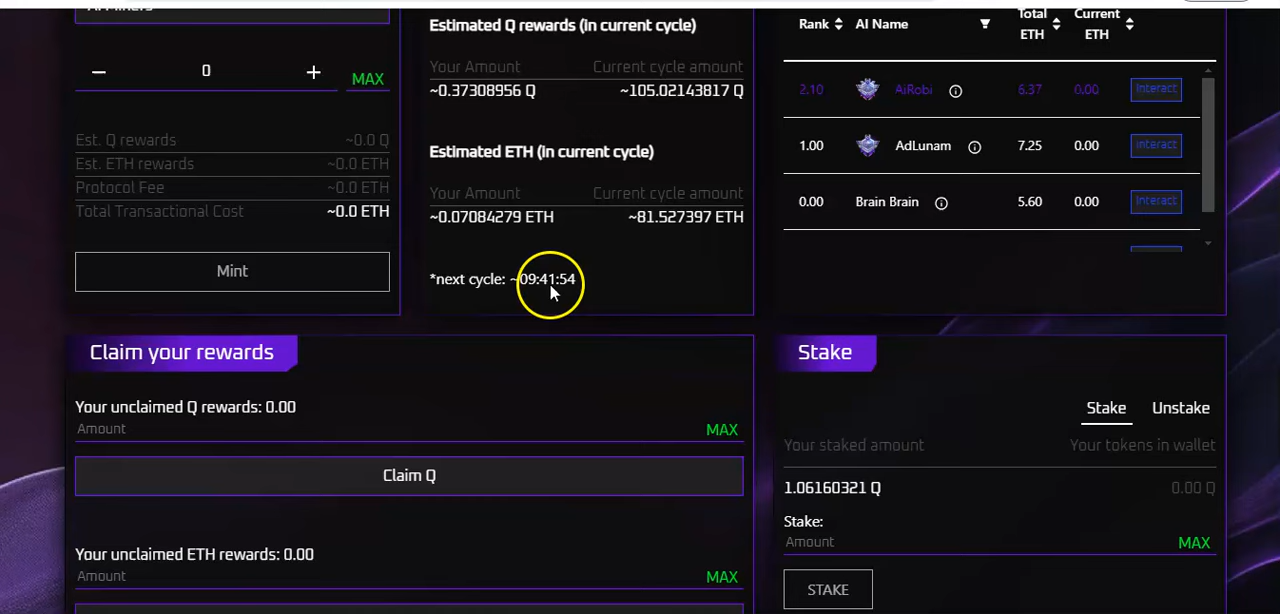 0
MAX
Est. Q rewards ~0.0 Q
Est. ETH rewards ~0.0 ETH
Protocol Fee ~0.0 ETH
Total Transactional Cost ~0.0 ETH
Mint
Estimated Q rewards (in current cycle)
Your Amount Current cycle amount
~0.37308956 Q ~105.02143817 Q
Estimated ETH (in current cycle)
Your Amount Current cycle amount
~0.07084279 ETH ~81.527397 ETH
*next cycle: ~09:41:54
Rank AI Name Total ETH Current ETH
2.10 AiRobi 6.37 0.00 Interact
1.00 AdLunam 7.25 0.00 Interact
0.00 Brain Brain 5.60 0.00 Interact
Claim your rewards
Your unclaimed Q rewards: 0.00
Amount MAX
Claim Q
Your unclaimed ETH rewards: 0.00
Amount MAX
Stake
Stake Unstake
Your staked amount Your tokens in wallet
1.06160321 Q 0.00 Q
Stake:
Amount MAX
STAKE